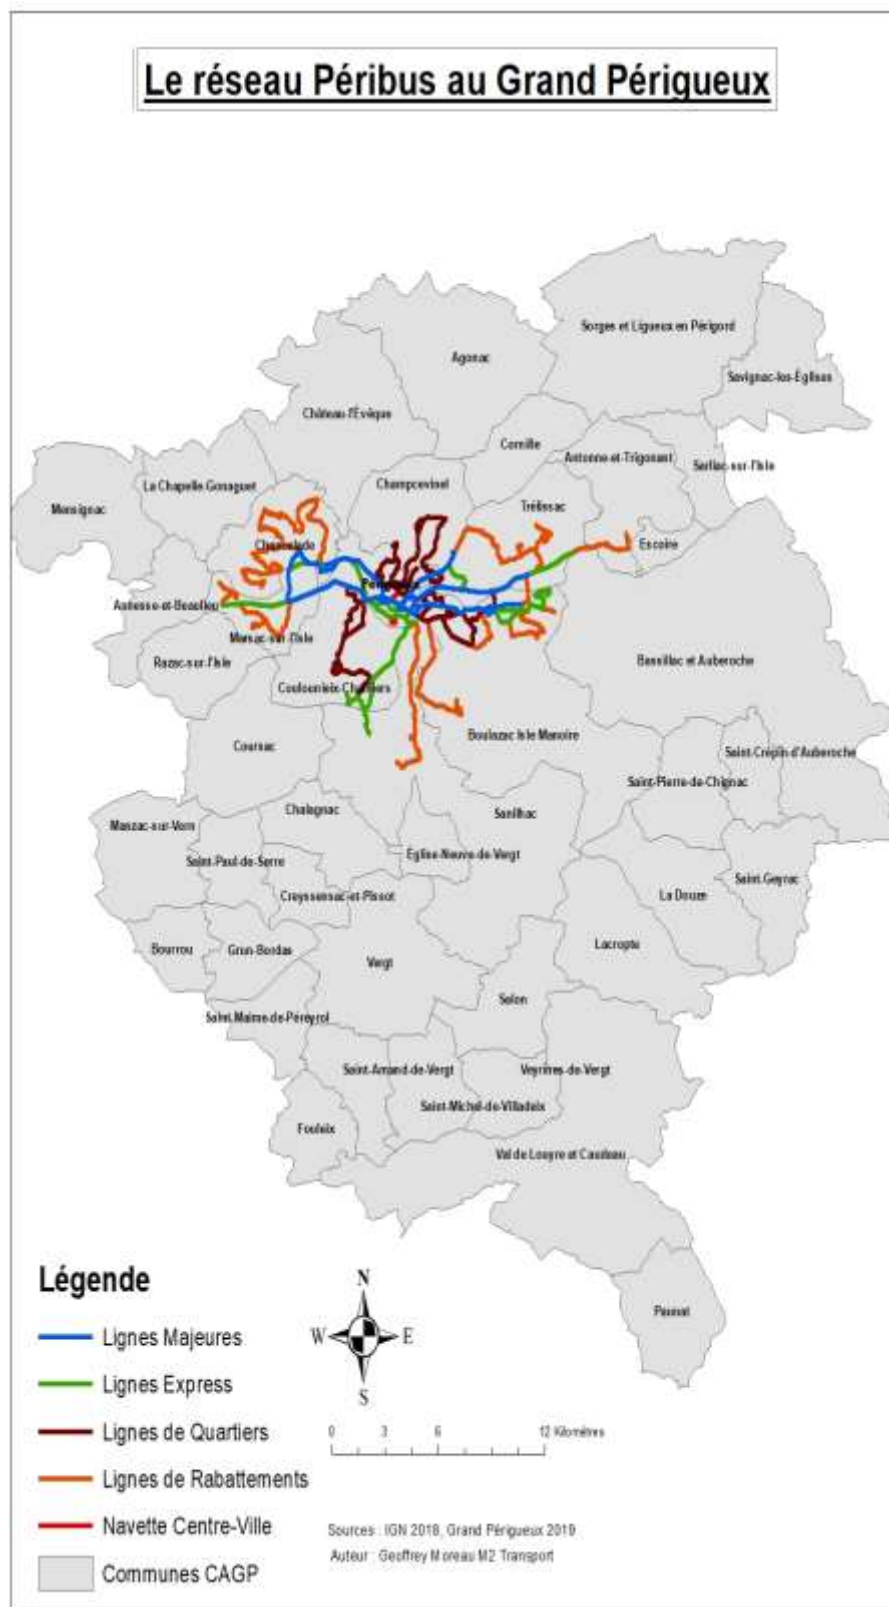 Le réseau Péribus au Grand Périgueux
Sorges et Ligueux en Périgord
Agonac
Savignac-les-Églises
Château-l'Évêque
Cornille
Antonne-et-Trigonant
Sarliac-sur-l'Isle
La Chapelle-Gonaguet
Champcevinel
Mensignac
Trélissac
Chancelade
Escoire
Périgueux
Annesse-et-Beaulieu
Marsac-sur-l'Isle
Razac-sur-l'Isle
Bassillac et Auberoche
Coulounieix-Chamiers
Coursac
Boulazac Isle Manoire
Saint-Crépin d'Auberoche
Saint-Pierre-de-Chignac
Chalagnac
Sanilhac
Manzac-sur-Vern
Saint-Paul-de-Serre
Eglise-Neuve-de-Vergt
Saint-Geyrac
La Douze
Creyssensac-et-Pissot
Bourrou
Grun-Bordas
Lacropte
Vergt
Salon
Saint-Maime-de-Péreyrol
Saint-Amand-de-Vergt
Veyrines-de-Vergt
Saint-Michel-de-Villadeix
Fouleix
Val de Louyre et Caudeau
Paunat
Légende
Lignes Majeures
Lignes Express
Lignes de Quartiers
Lignes de Rabattements
Navette Centre-Ville
Communes CAGP
N
W E
S
0 3 6 12 Kilomètres
Sources : IGN 2018, Grand Périgueux 2019
Auteur : Geoffrey Moreau M2 Transport